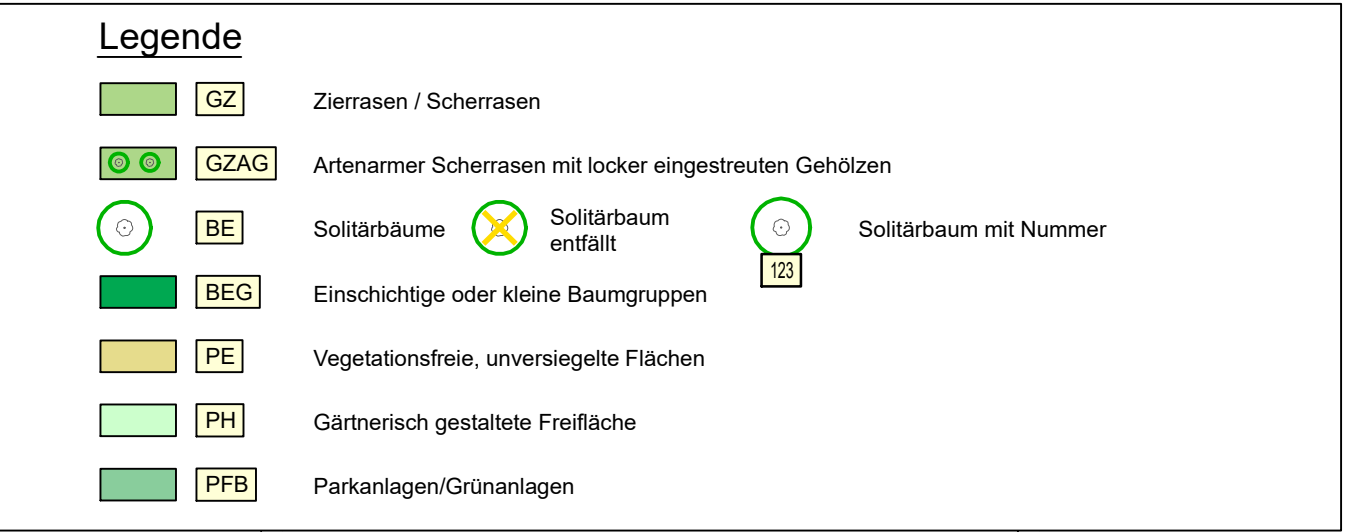 Legende
GZ Zierrasen / Scherrasen
GZAG Artenarmer Scherrasen mit locker eingestreuten Gehölzen
BE Solitärbäume Solitärbaum
entfällt
Solitärbaum mit Nummer
123
BEG Einschichtige oder kleine Baumgruppen
PE Vegetationsfreie, unversiegelte Flächen
PH Gärtnerisch gestaltete Freifläche
PFB Parkanlagen/Grünanlagen